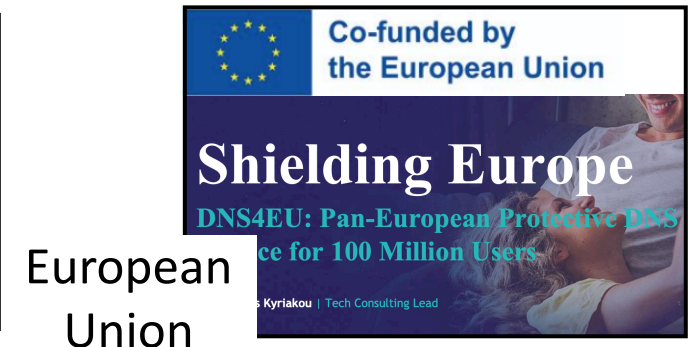 Co-funded by
the European Union
Shielding Europe
DNS4EU: Pan-European Protective DNS
ce for 100 Million Users
s Kyriakou | Tech Consulting Lead
European
Union